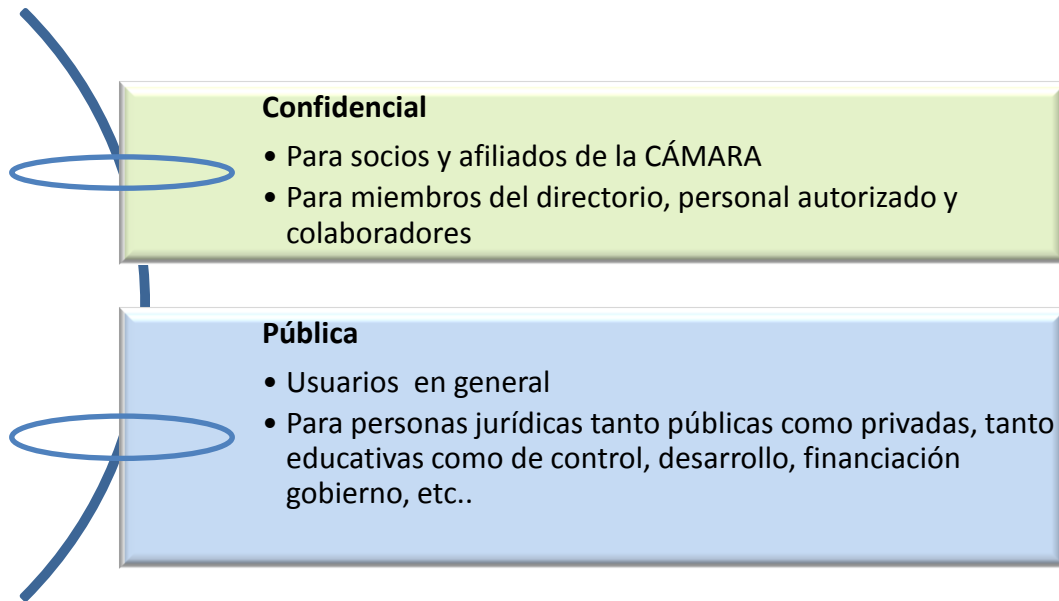 Confidencial
• Para socios y afiliados de la CÁMARA
• Para miembros del directorio, personal autorizado y
colaboradores
Pública
• Usuarios  en general
• Para personas jurídicas tanto públicas como privadas, tanto
educativas como de control, desarrollo, financiación
gobierno, etc..